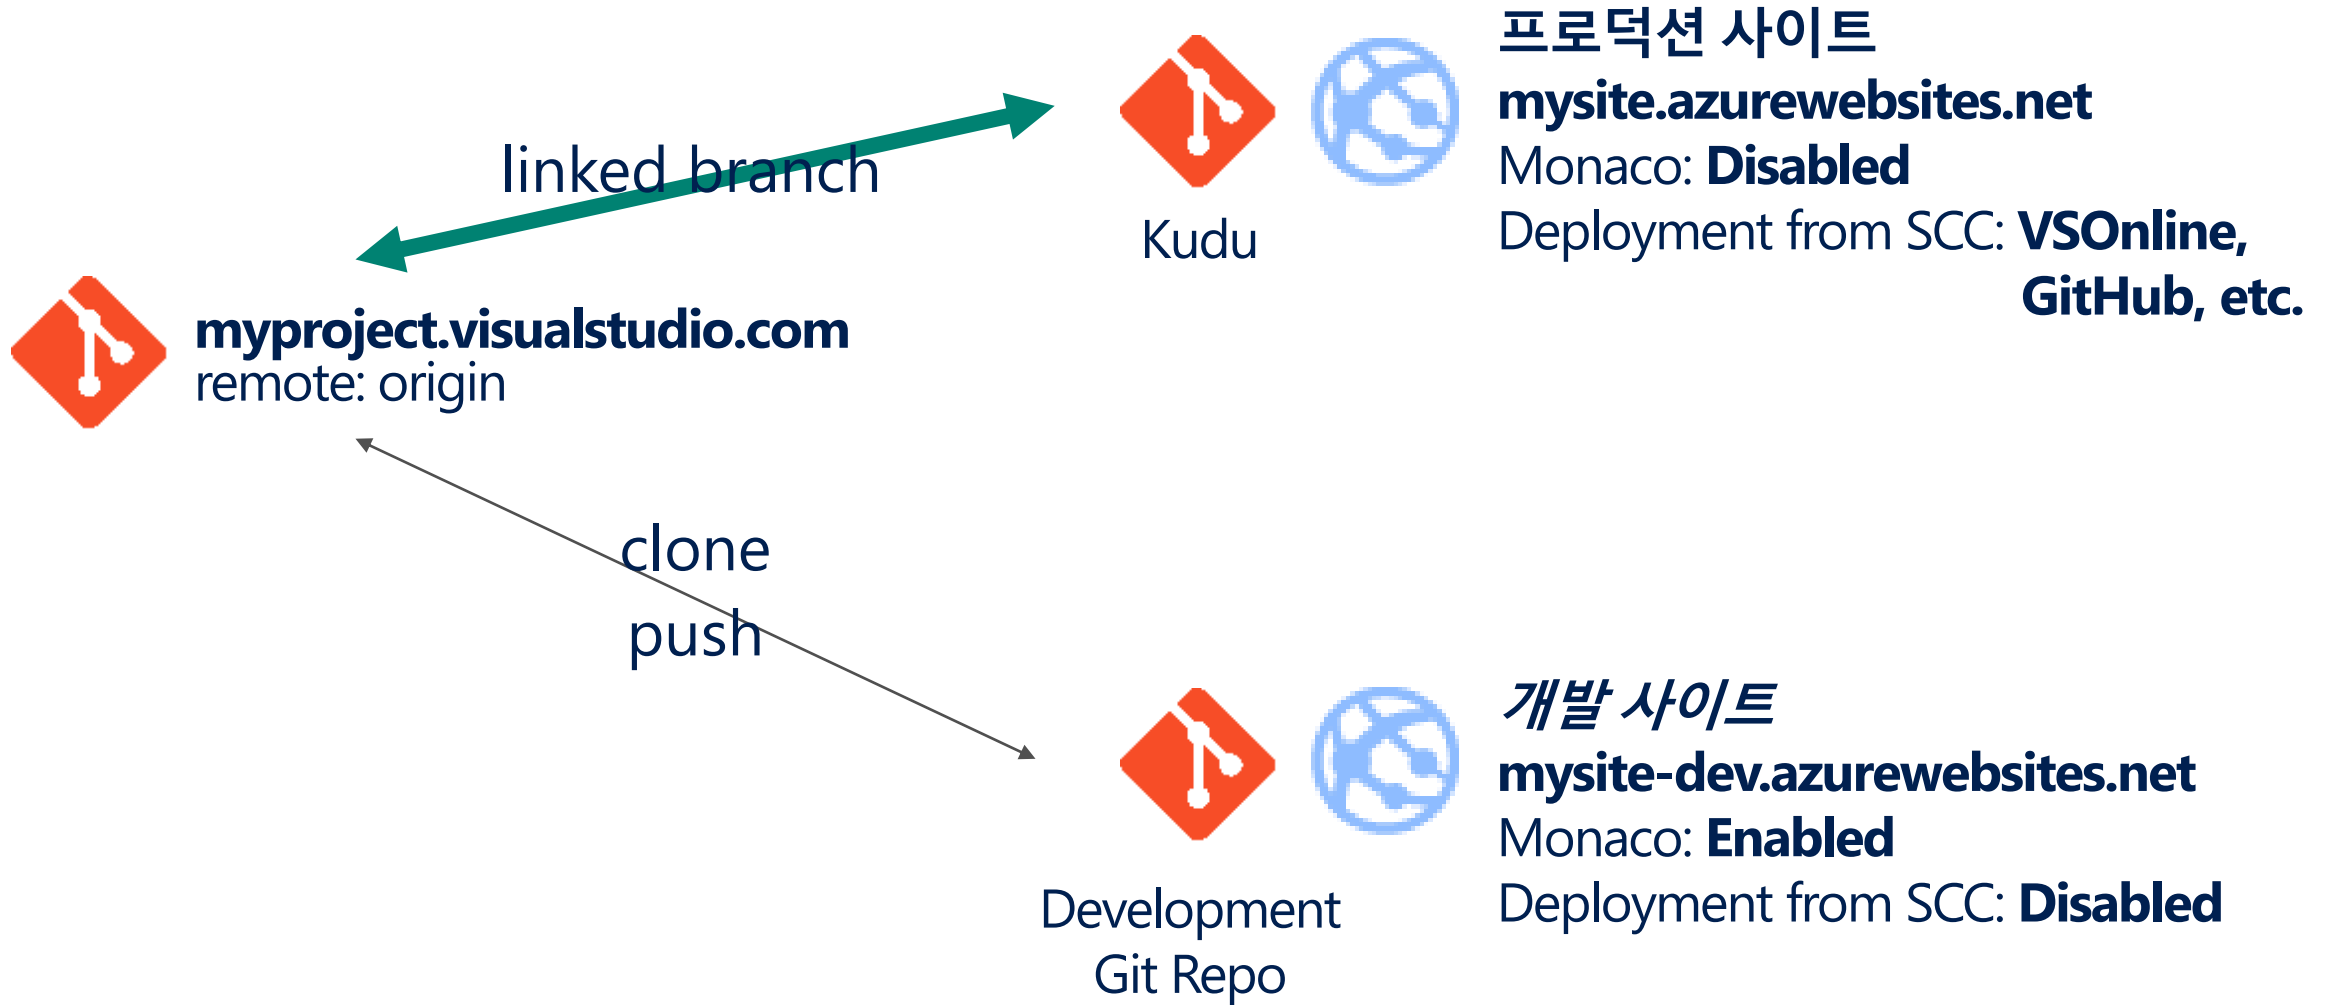 프로덕션 사이트
mysite.azurewebsites.net
Monaco: Disabled
Deployment from SCC: VSOnline,
GitHub, etc.
linked branch
Kudu
myproject.visualstudio.com
remote: origin
clone
push
개발 사이트
mysite-dev.azurewebsites.net
Monaco: Enabled
Deployment from SCC: Disabled
Development
Git Repo